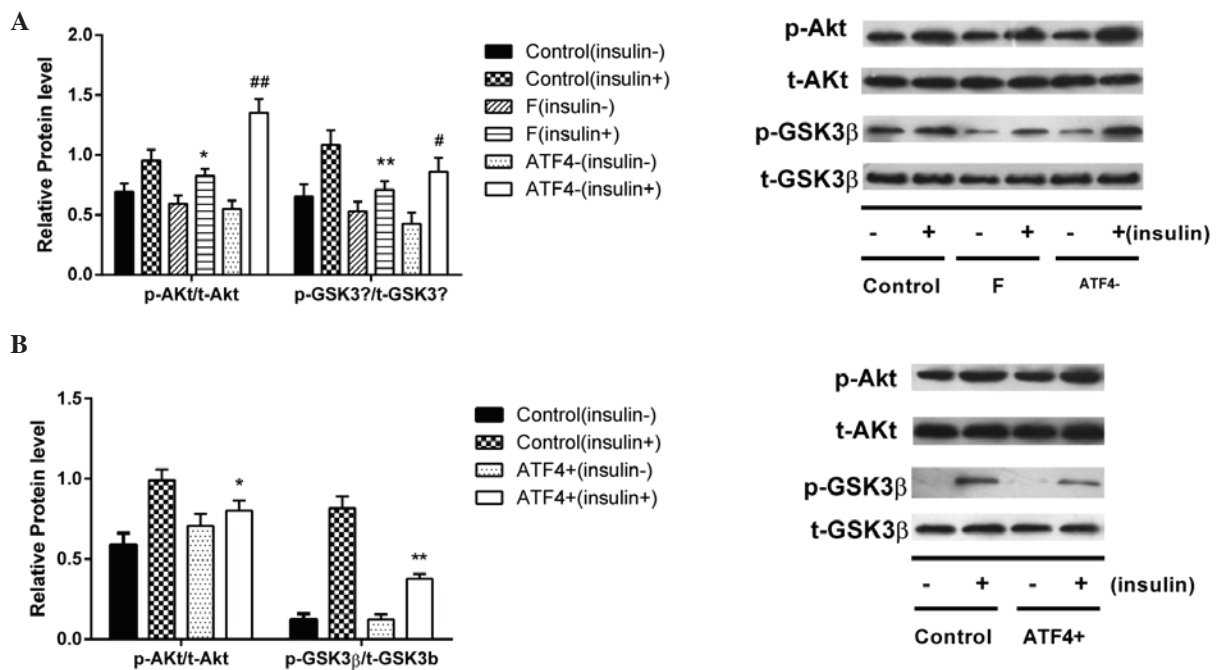 A
Relative Protein level
2.0
1.5
1.0
0.5
0.0
*
##
**
#
p-AKt/t-Akt
p-GSK3?/t-GSK3?
Control(insulin-)
Control(insulin+)
F(insulin-)
F(insulin+)
ATF4-(insulin-)
ATF4-(insulin+)
p-Akt
t-AKt
p-GSK3β
t-GSK3β
- + - + - +(insulin)
Control F ATF4-
B
Relative Protein level
1.5
1.0
0.5
0.0
*
**
p-AKt/t-Akt
p-GSK3β/t-GSK3b
Control(insulin-)
Control(insulin+)
ATF4+(insulin-)
ATF4+(insulin+)
p-Akt
t-AKt
p-GSK3β
t-GSK3β
- + - + (insulin)
Control ATF4+